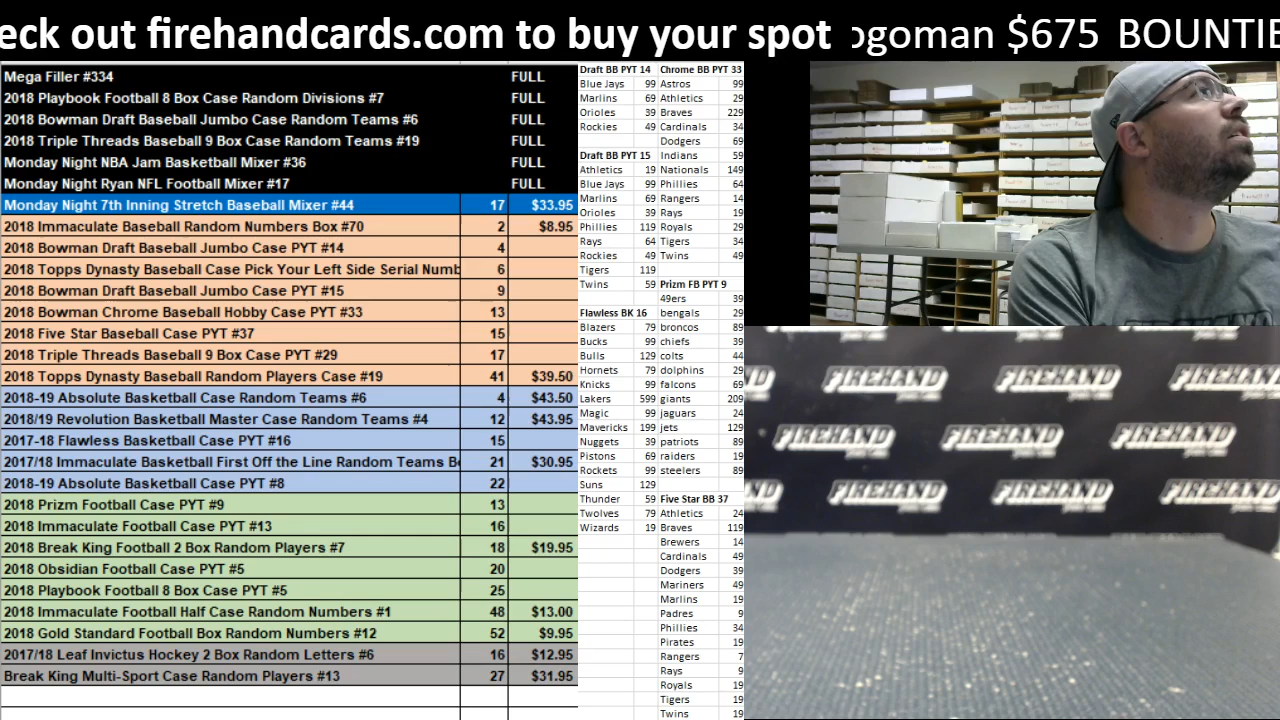 eck out firehandcards.com to buy your spot
ogoman $675 BOUNTIE
Mega Filler #334 FULL
2018 Playbook Football 8 Box Case Random Divisions #7 FULL
2018 Bowman Draft Baseball Jumbo Case Random Teams #6 FULL
2018 Triple Threads Baseball 9 Box Case Random Teams #19 FULL
Monday Night NBA Jam Basketball Mixer #36 FULL
Monday Night Ryan NFL Football Mixer #17 FULL
Monday Night 7th Inning Stretch Baseball Mixer #44 17 $33.95
2018 Immaculate Baseball Random Numbers Box #70 2 $8.95
2018 Bowman Draft Baseball Jumbo Case PYT #14 4
2018 Topps Dynasty Baseball Case Pick Your Left Side Serial Numb 6
2018 Bowman Draft Baseball Jumbo Case PYT #15 9
2018 Bowman Chrome Baseball Hobby Case PYT #33 13
2018 Five Star Baseball Case PYT #37 15
2018 Triple Threads Baseball 9 Box Case PYT #29 17
2018 Topps Dynasty Baseball Random Players Case #19 41 $39.50
2018-19 Absolute Basketball Case Random Teams #6 4 $43.50
2018/19 Revolution Basketball Master Case Random Teams #4 12 $43.95
2017-18 Flawless Basketball Case PYT #16 15
2017/18 Immaculate Basketball First Off the Line Random Teams Bo 21 $30.95
2018-19 Absolute Basketball Case PYT #8 22
2018 Prizm Football Case PYT #9 13
2018 Immaculate Football Case PYT #13 16
2018 Break King Football 2 Box Random Players #7 18 $19.95
2018 Obsidian Football Case PYT #5 20
2018 Playbook Football 8 Box Case PYT #5 25
2018 Immaculate Football Half Case Random Numbers #1 48 $13.00
2018 Gold Standard Football Box Random Numbers #12 52 $9.95
2017/18 Leaf Invictus Hockey 2 Box Random Letters #6 16 $12.95
Break King Multi-Sport Case Random Players #13 27 $31.95
Draft BB PYT 14
Blue Jays 99
Marlins 69
Orioles 39
Rockies 49
Draft BB PYT 15
Athletics 19
Blue Jays 99
Marlins 69
Orioles 39
Phillies 119
Rays 64
Rockies 49
Tigers 119
Twins 59
Flawless BK 16
Blazers 79
Bucks 99
Bulls 129
Hornets 79
Knicks 99
Lakers 599
Magic 99
Mavericks 199
Nuggets 39
Pistons 69
Rockets 99
Suns 129
Thunder 59
Twolves 79
Wizards 19
Chrome BB PYT 33
Astros 99
Athletics 29
Braves 229
Cardinals 34
Dodgers 69
Indians 59
Nationals 149
Phillies 64
Rangers 14
Rays 19
Royals 29
Tigers 34
Twins 49
Prizm FB PYT 9
49ers 39
bengals 29
broncos 89
chiefs 39
colts 44
dolphins 29
falcons 69
giants 209
jaguars 24
jets 129
patriots 89
raiders 19
steelers 89
Five Star BB 37
Athletics 24
Braves 119
Brewers 14
Cardinals 49
Dodgers 39
Mariners 49
Marlins 19
Padres 9
Phillies 34
Pirates 19
Rangers 7
Rays 9
Royals 19
Tigers 19
Twins 19
FIREHAND FIREHAND FIREHAND
FIREHAND FIREHAND FIREHAND
FIREHAND FIREHAND FIREHAND